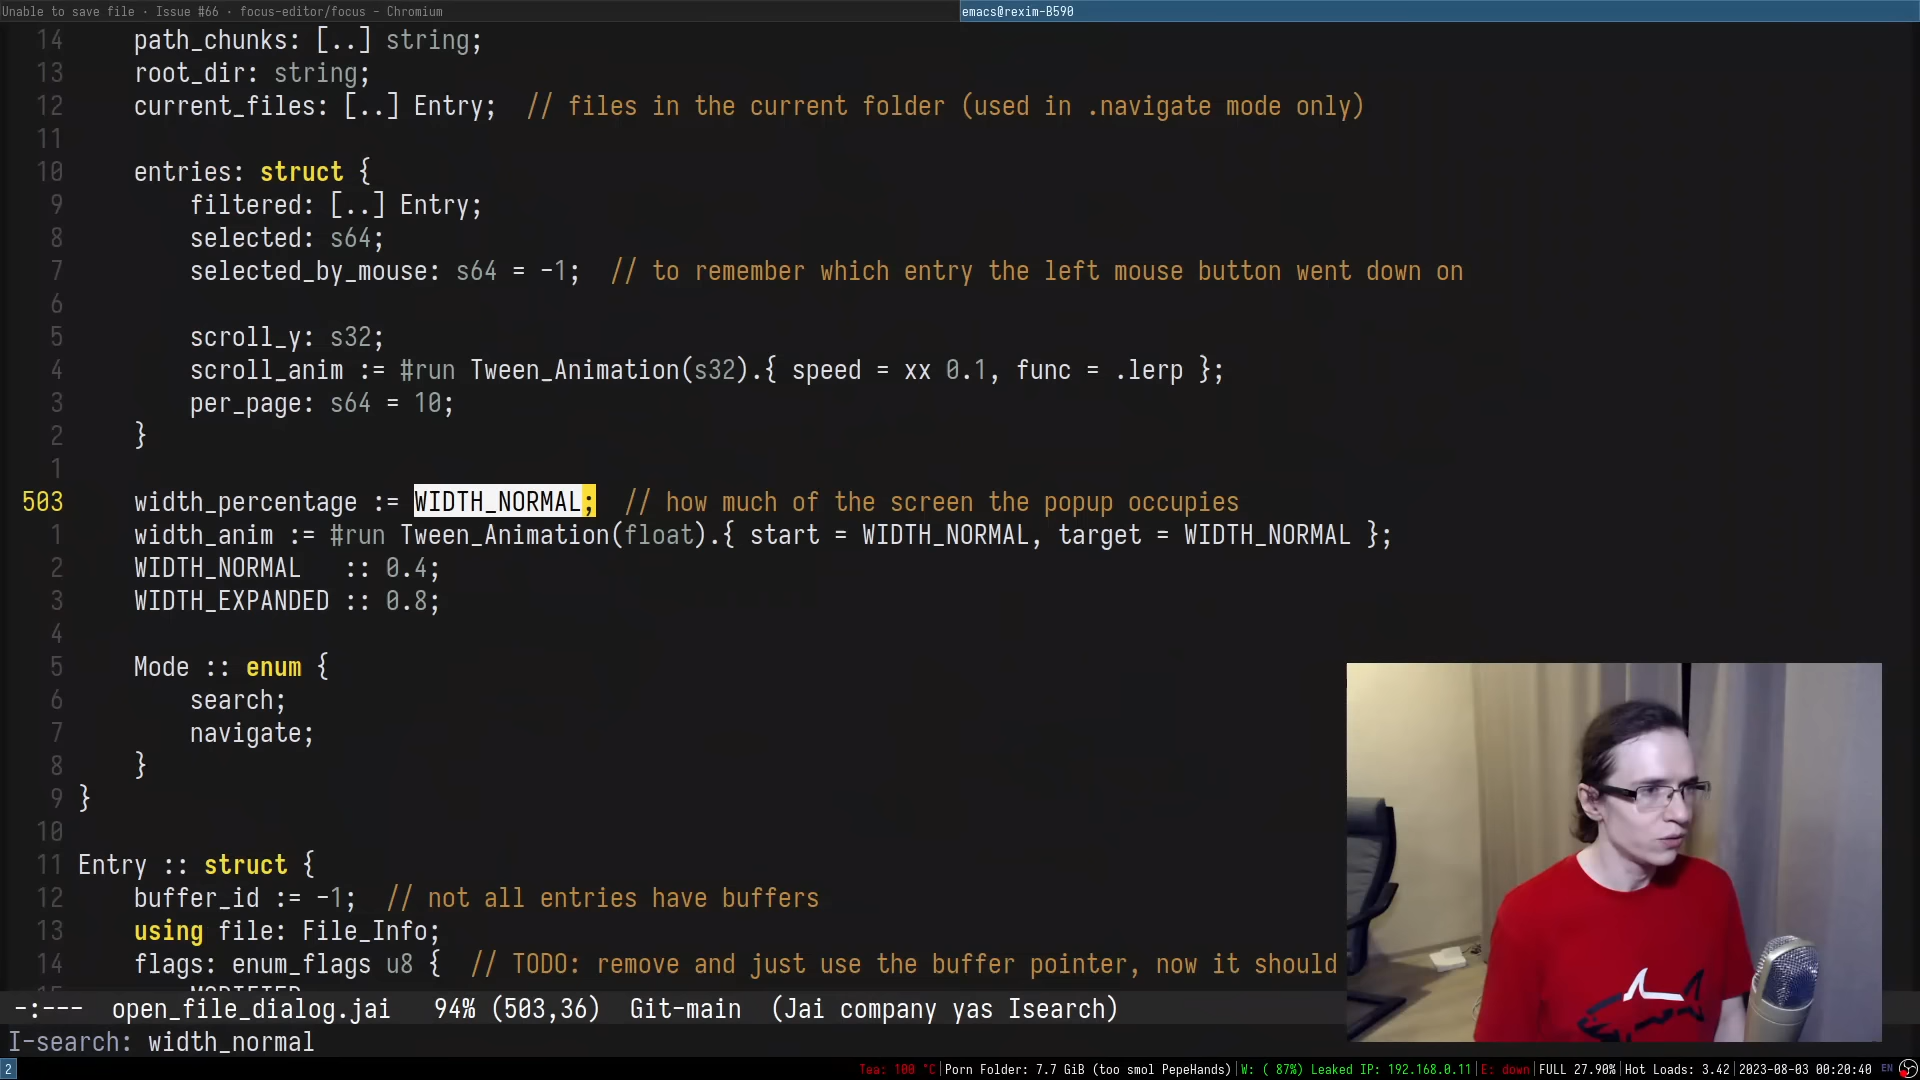 Unable to save file · Issue #66 · focus-editor/focus - Chromium
emacs@rexim-B590
14 path_chunks: [..] string;
13 root_dir: string;
12 current_files: [..] Entry;  // files in the current folder (used in .navigate mode only)
11
10 entries: struct {
9 filtered: [..] Entry;
8 selected: s64;
7 selected_by_mouse: s64 = -1;  // to remember which entry the left mouse button went down on
6
5 scroll_y: s32;
4 scroll_anim := #run Tween_Animation(s32).{ speed = xx 0.1, func = .lerp };
3 per_page: s64 = 10;
2 }
1
503 width_percentage := WIDTH_NORMAL;  // how much of the screen the popup occupies
1 width_anim := #run Tween_Animation(float).{ start = WIDTH_NORMAL, target = WIDTH_NORMAL };
2 WIDTH_NORMAL   :: 0.4;
3 WIDTH_EXPANDED :: 0.8;
4
5 Mode :: enum {
6 search;
7 navigate;
8 }
9 }
10
11 Entry :: struct {
12 buffer_id := -1;  // not all entries have buffers
13 using file: File_Info;
14 flags: enum_flags u8 {  // TODO: remove and just use the buffer pointer, now it should
-:---  open_file_dialog.jai   94% (503,36)  Git-main  (Jai company yas Isearch)
I-search: width_normal
2
Tea: 100 °C|Porn Folder: 7.7 GiB (too smol PepeHands)|W: ( 87%) Leaked IP: 192.168.0.11|E: down|FULL 27.90%|Hot Loads: 3.42|2023-08-03 00:20:40 EN